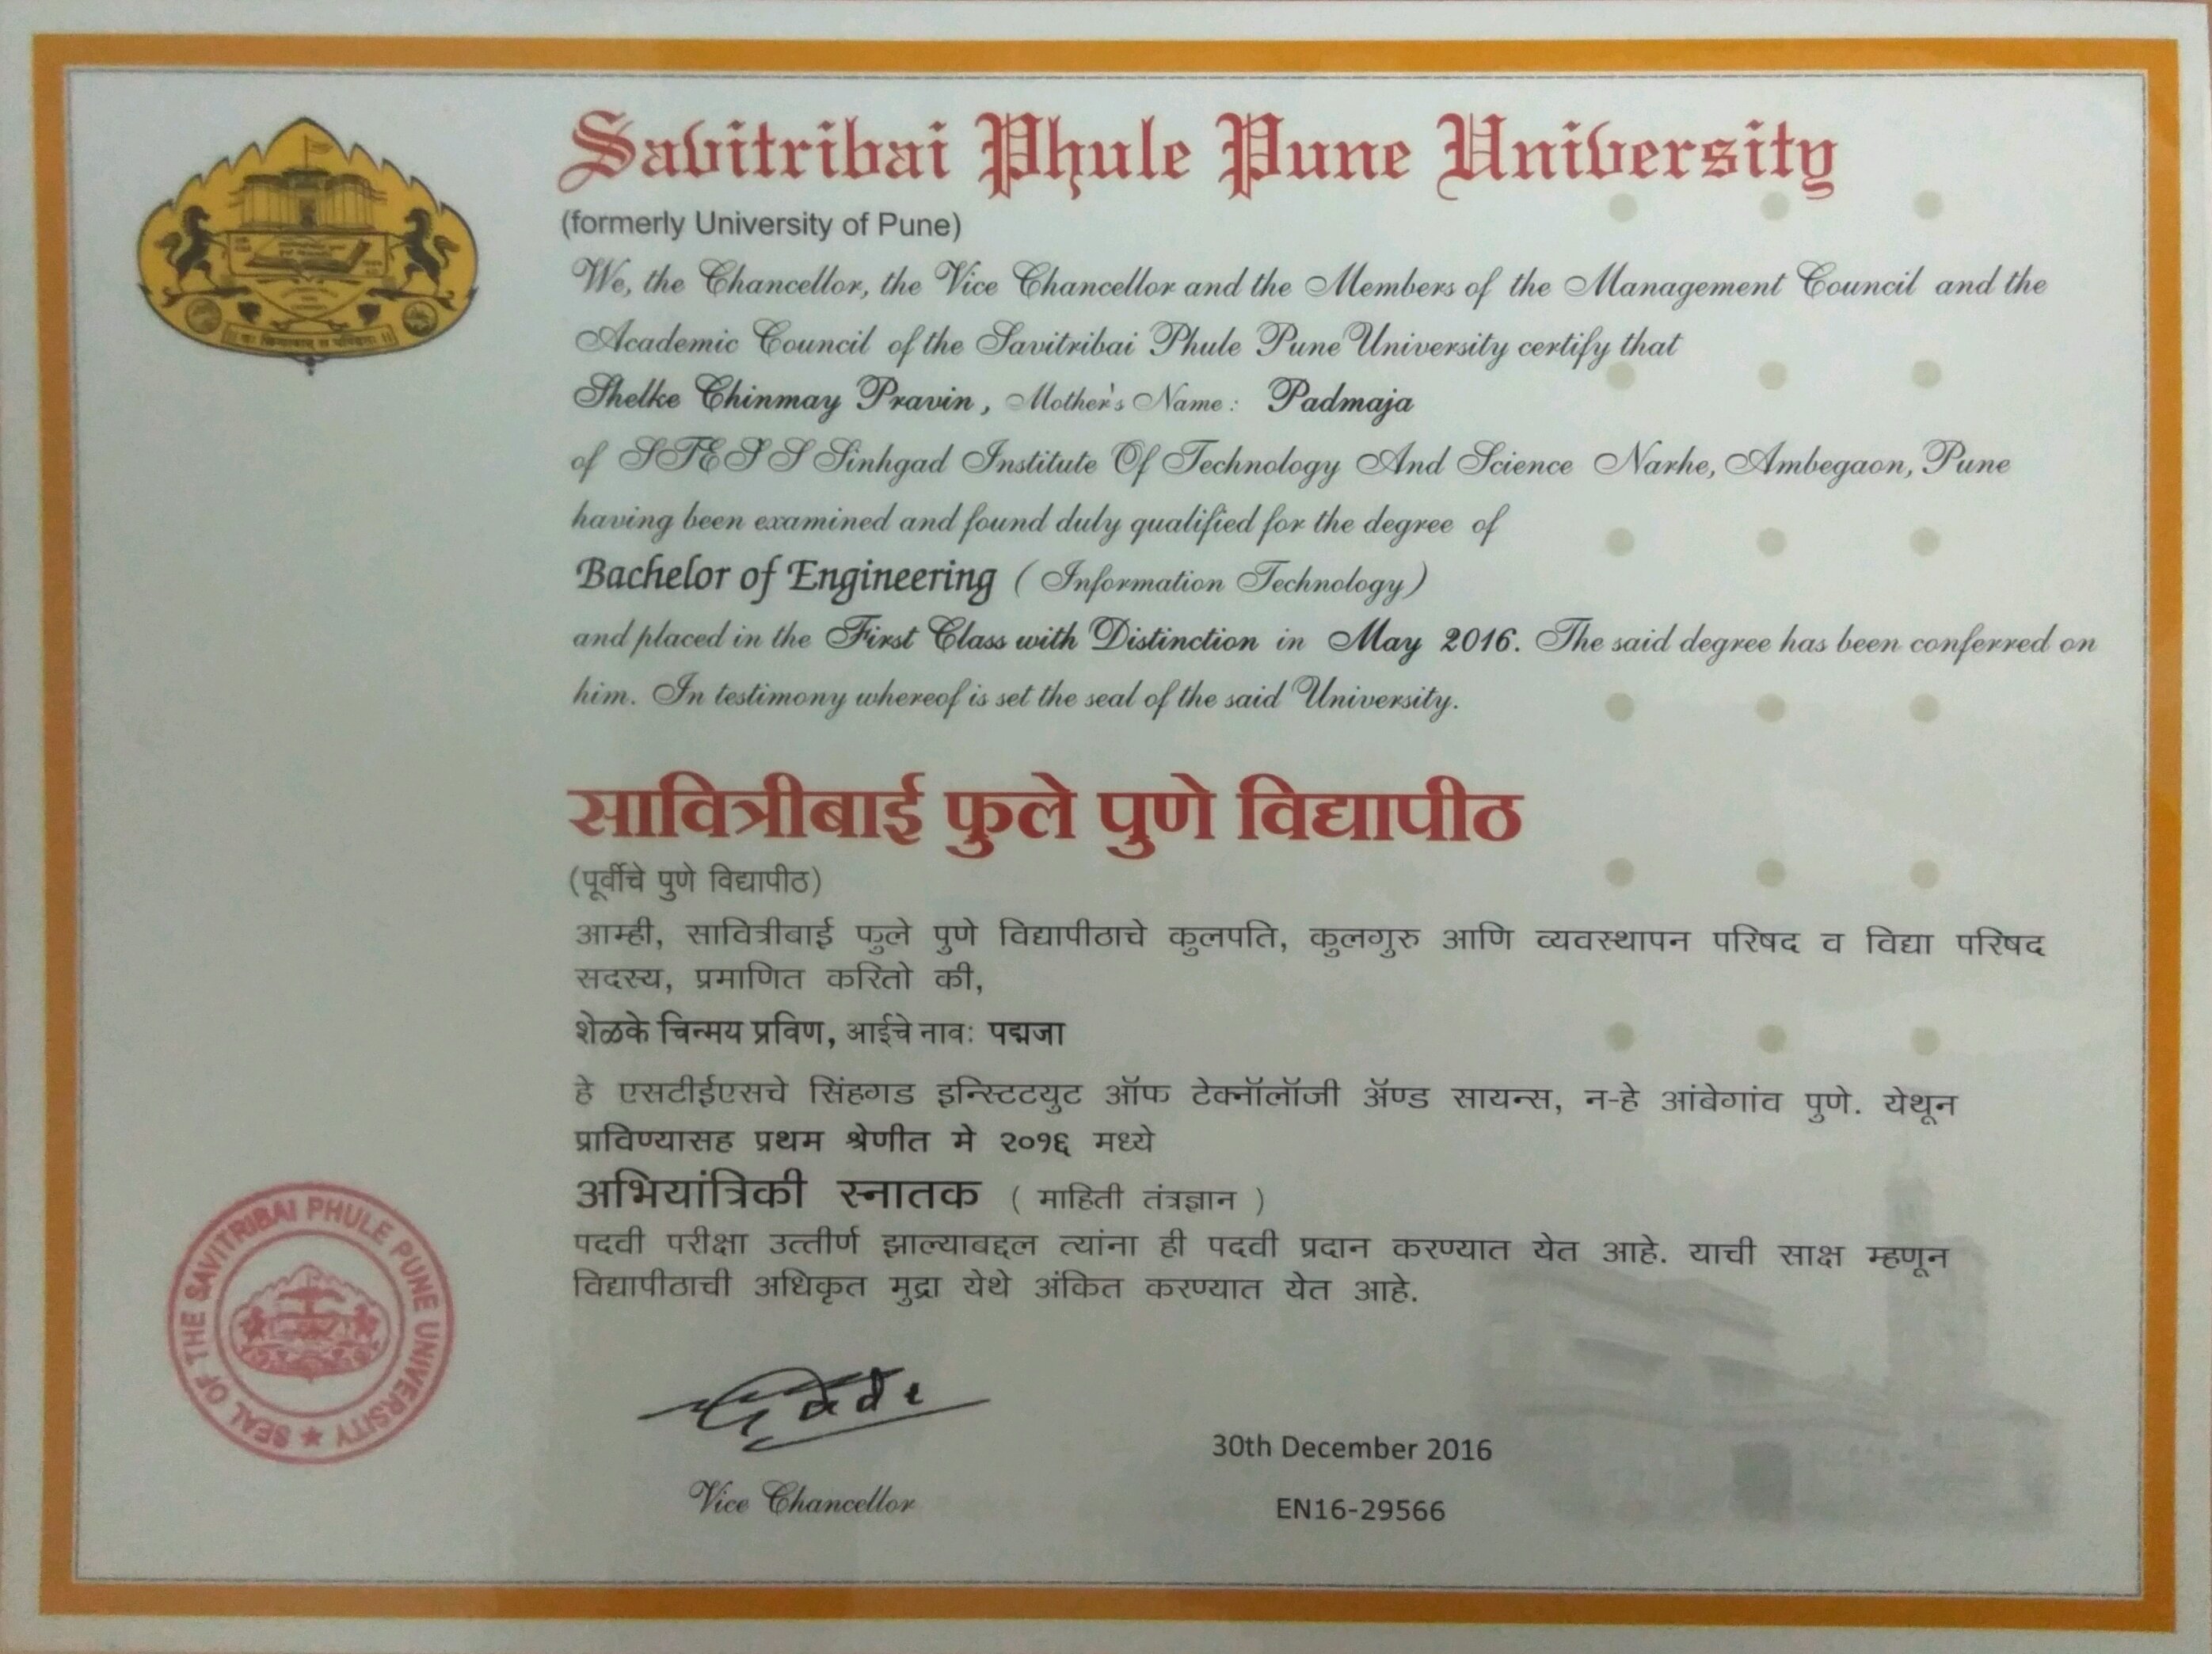 Savitribai Phule Pune University
(formerly University of Pune)
We, the Chancellor, the Vice Chancellor and the Members of the Management Council and the
Academic Council of the Savitribai Phule Pune University certify that
Shelke Chinmay Pravin, Mother's Name: Padmaja
of STES S Sinhgad Institute Of Technology And Science Narhe, Ambegaon, Pune
having been examined and found duly qualified for the degree of
Bachelor of Engineering ( Information Technology)
and placed in the First Class with Distinction in May 2016. The said degree has been conferred on
him. In testimony whereof is set the seal of the said University.
सावित्रीबाई फुले पुणे विद्यापीठ
(पूर्वीचे पुणे विद्यापीठ)
आम्ही, सावित्रीबाई फुले पुणे विद्यापीठाचे कुलपति, कुलगुरु आणि व्यवस्थापन परिषद व विद्या परिषद
सदस्य, प्रमाणित करितो की,
शेळके चिन्मय प्रविण, आईचे नावः पद्मजा
हे एसटीईएसचे सिंहगड इन्स्टिटयुट ऑफ टेक्नॉलॉजी ॲण्ड सायन्स, न-हे आंबेगांव पुणे. येथून
प्राविण्यासह प्रथम श्रेणीत मे २०१६ मध्ये
अभियांत्रिकी स्नातक ( माहिती तंत्रज्ञान )
पदवी परीक्षा उत्तीर्ण झाल्याबद्दल त्यांना ही पदवी प्रदान करण्यात येत आहे. याची साक्ष म्हणून
विद्यापीठाची अधिकृत मुद्रा येथे अंकित करण्यात येत आहे.
SEAL OF THE SAVITRIBAI PHULE PUNE UNIVERSITY
Vice Chancellor
30th December 2016
EN16-29566